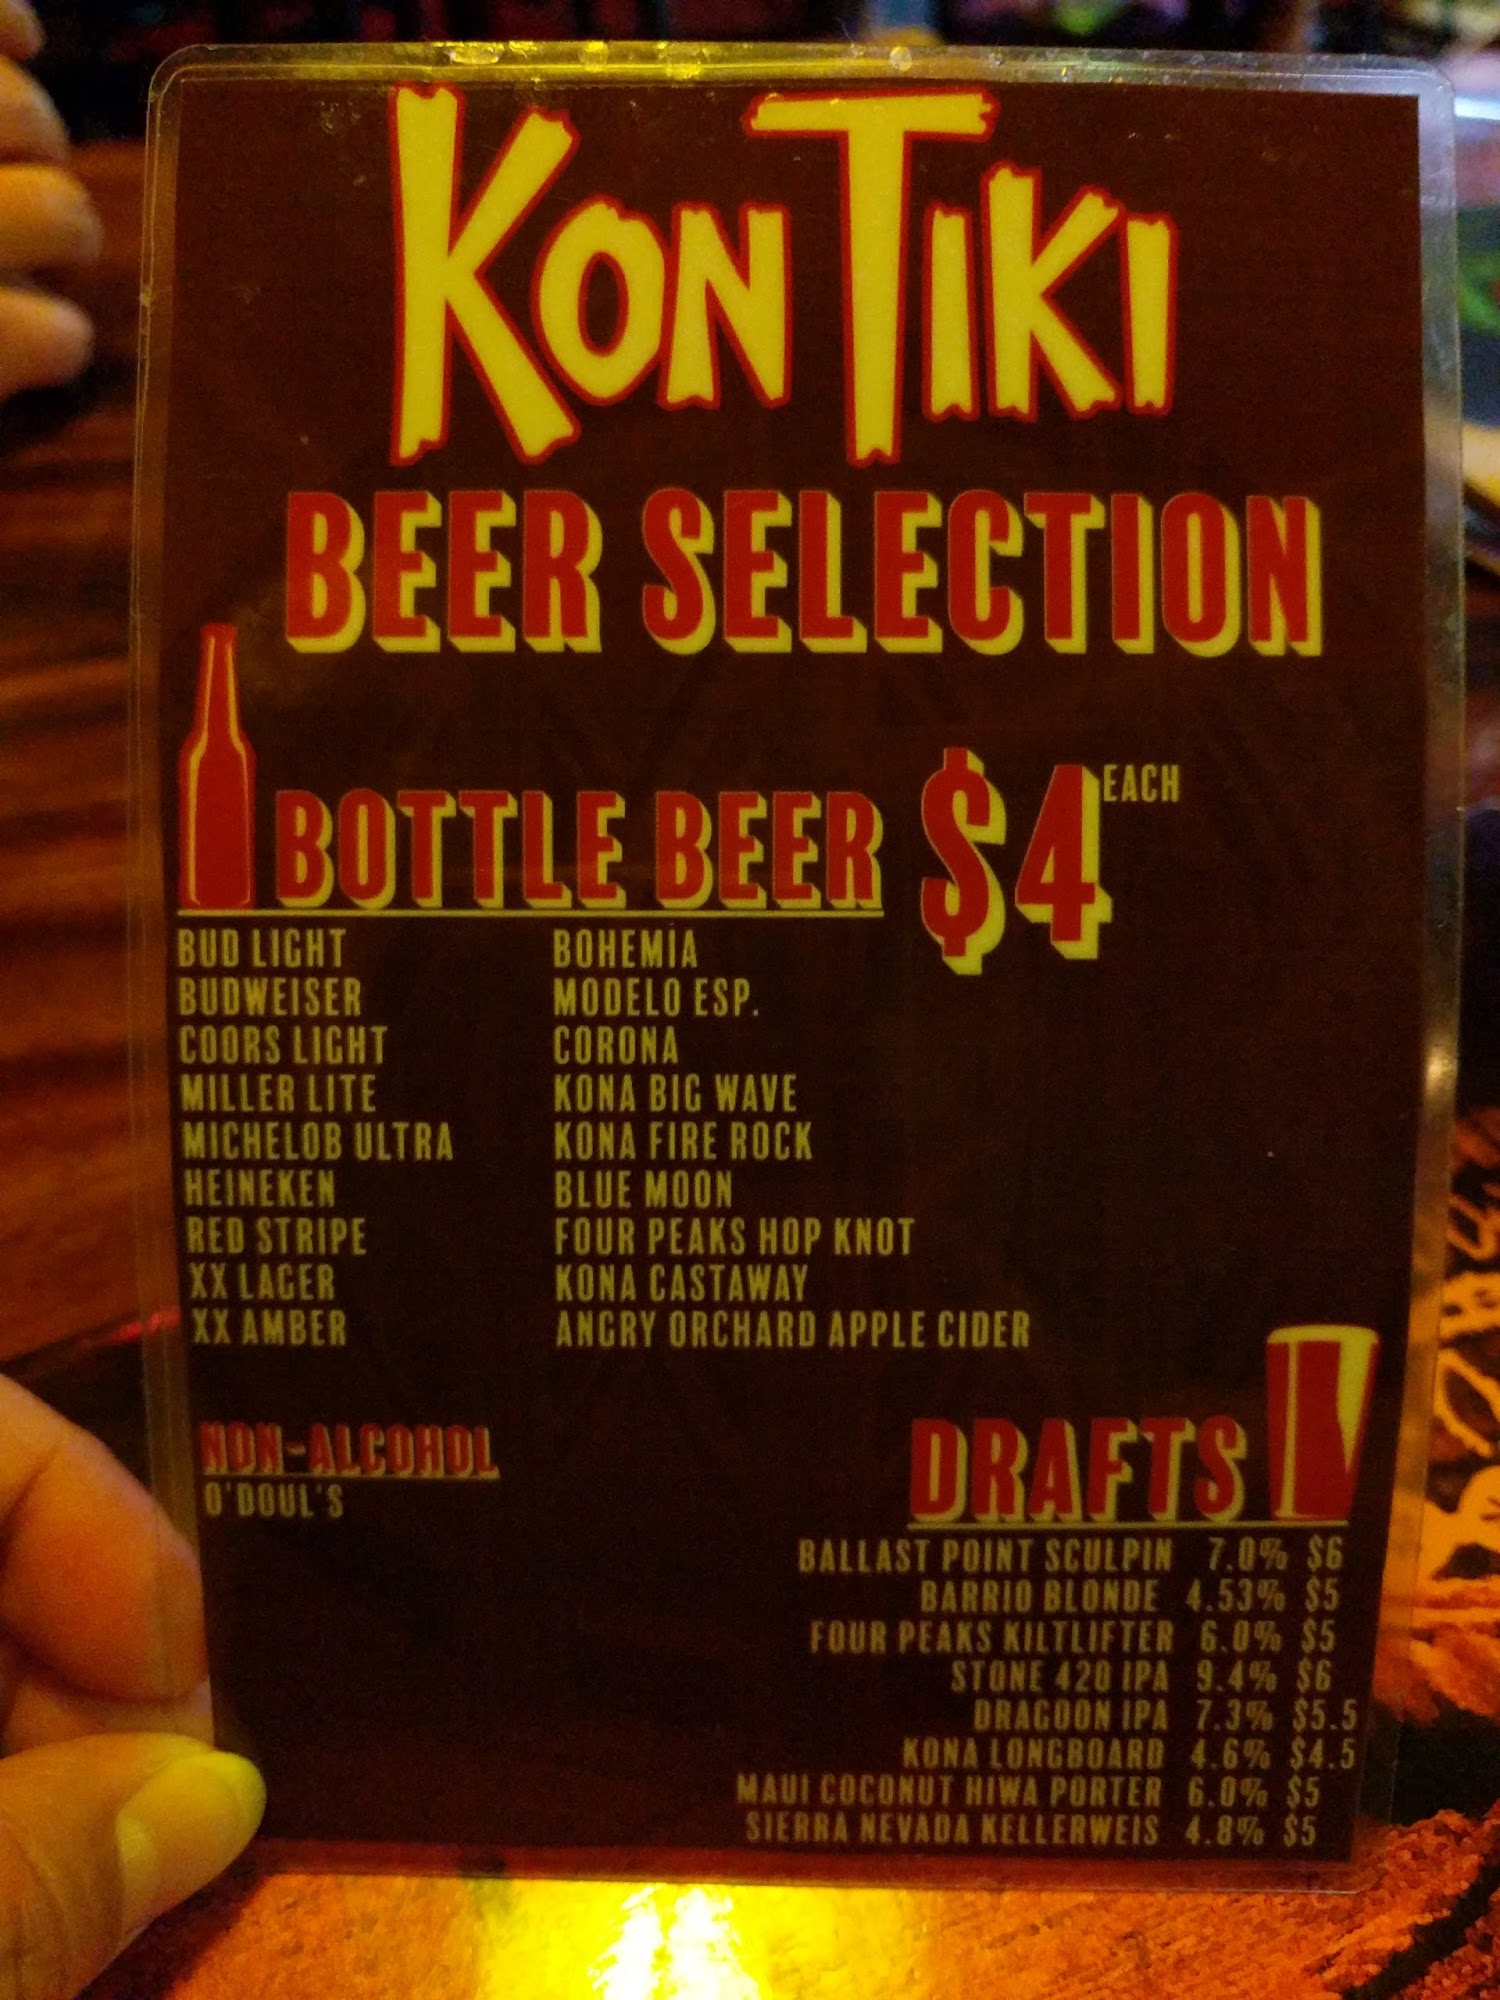 KON TIKI
BEER SELECTION
BOTTLE BEER $4 EACH
BUD LIGHT
BUDWEISER
COORS LIGHT
MILLER LITE
MICHELOB ULTRA
HEINEKEN
RED STRIPE
XX LAGER
XX AMBER
BOHEMIA
MODELO ESP.
CORONA
KONA BIG WAVE
KONA FIRE ROCK
BLUE MOON
FOUR PEAKS HOP KNOT
KONA CASTAWAY
ANGRY ORCHARD APPLE CIDER
NON-ALCOHOL
O'DOUL'S
DRAFTS
BALLAST POINT SCULPIN 7.0% $6
BARRIO BLONDE 4.53% $5
FOUR PEAKS KILTLIFTER 6.0% $5
STONE 420 IPA 9.4% $6
DRAGOON IPA 7.3% $5.5
KONA LONGBOARD 4.6% $4.5
MAUI COCONUT HIWA PORTER 6.0% $5
SIERRA NEVADA KELLERWEIS 4.8% $5